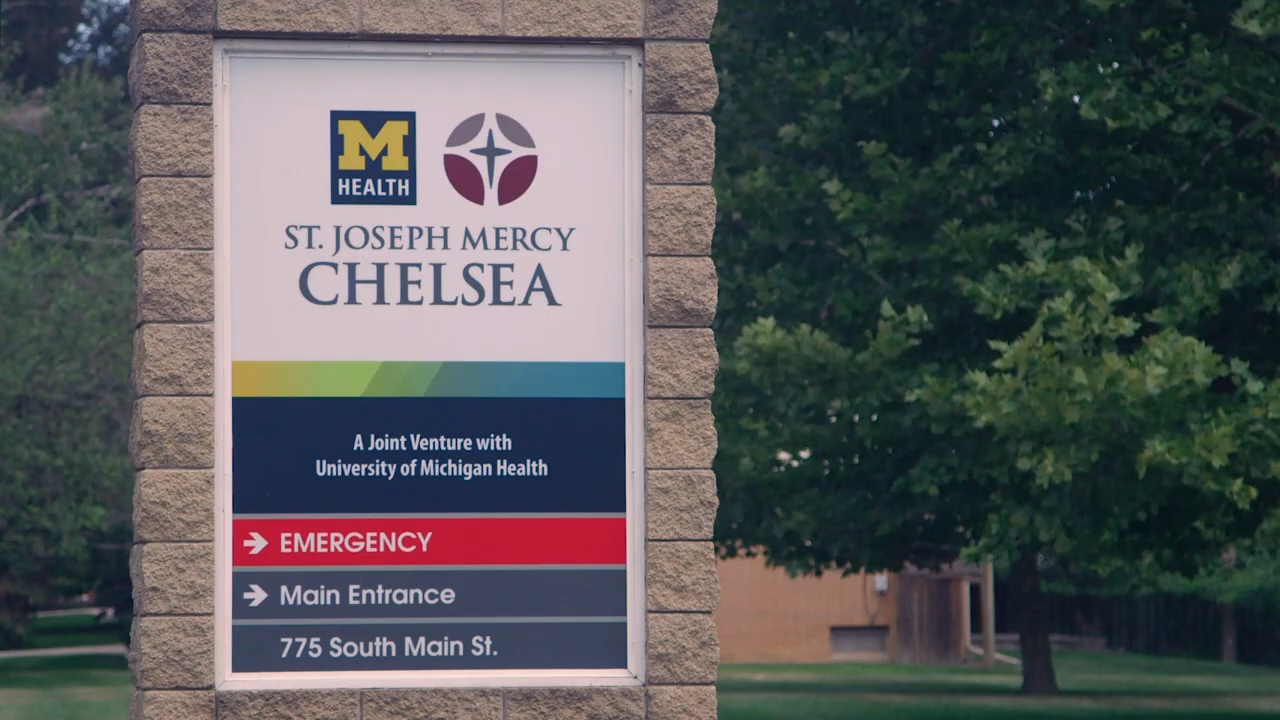 M
HEALTH
ST. JOSEPH MERCY
CHELSEA
A Joint Venture with
University of Michigan Health
EMERGENCY
Main Entrance
775 South Main St.